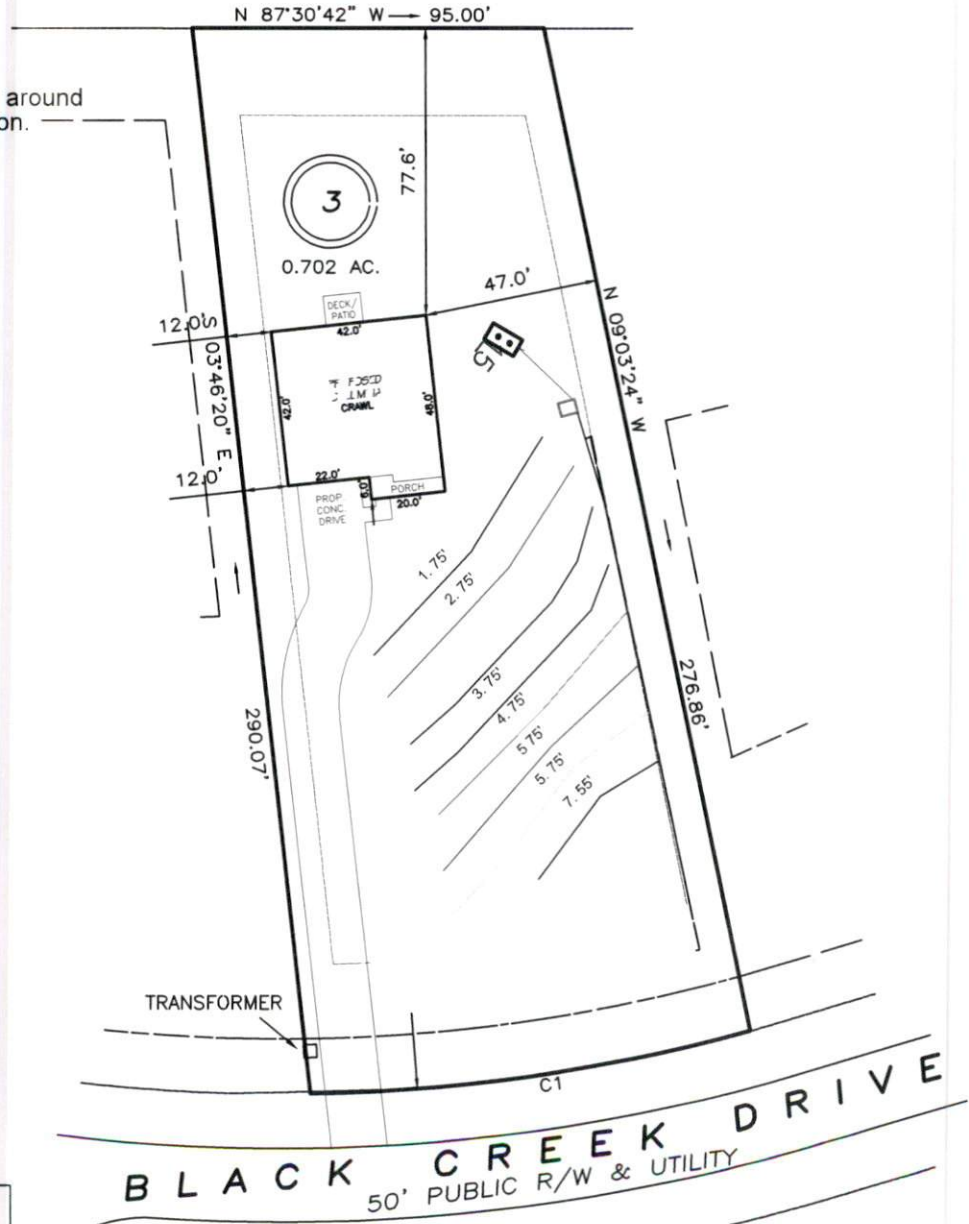 N 87°30'42" W 95.00'
around
on.
77.6'
3
0.702 AC.
47.0'
DECK/
PATIO
42.0'
12.0'
S 03°46'20" E
N 09°03'24" W
42.0'
CRAWL
48.0'
5'
12.0'
22.0'
6.0'
PORCH
20.0'
PROP
CONC.
DRIVE
1.75'
2.75'
3.75'
4.75'
5.75'
5.75'
7.55'
276.86'
290.07'
TRANSFORMER
C1
BLACK CREEK DRIVE
50' PUBLIC R/W & UTILITY